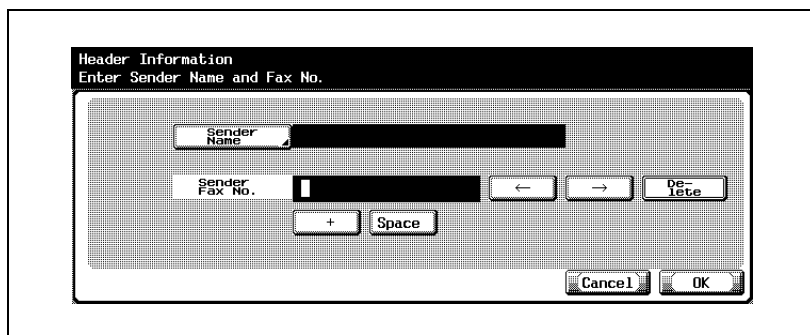 Header Information
Enter Sender Name and Fax No.
Sender
Name
Sender
Fax No.
← → De-
lete
+ Space
Cancel OK